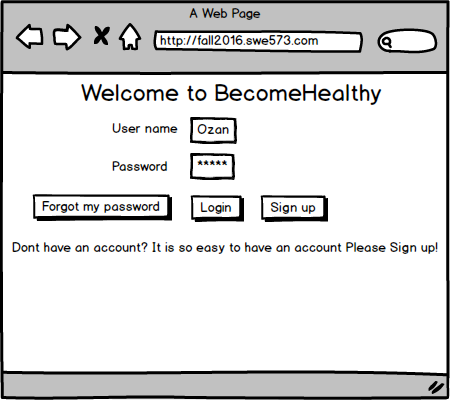 A Web Page
http://fall2016.swe573.com
Welcome to BecomeHealthy
User name Ozan
Password *****
Forgot my password Login Sign up
Dont have an account? It is so easy to have an account Please Sign up!